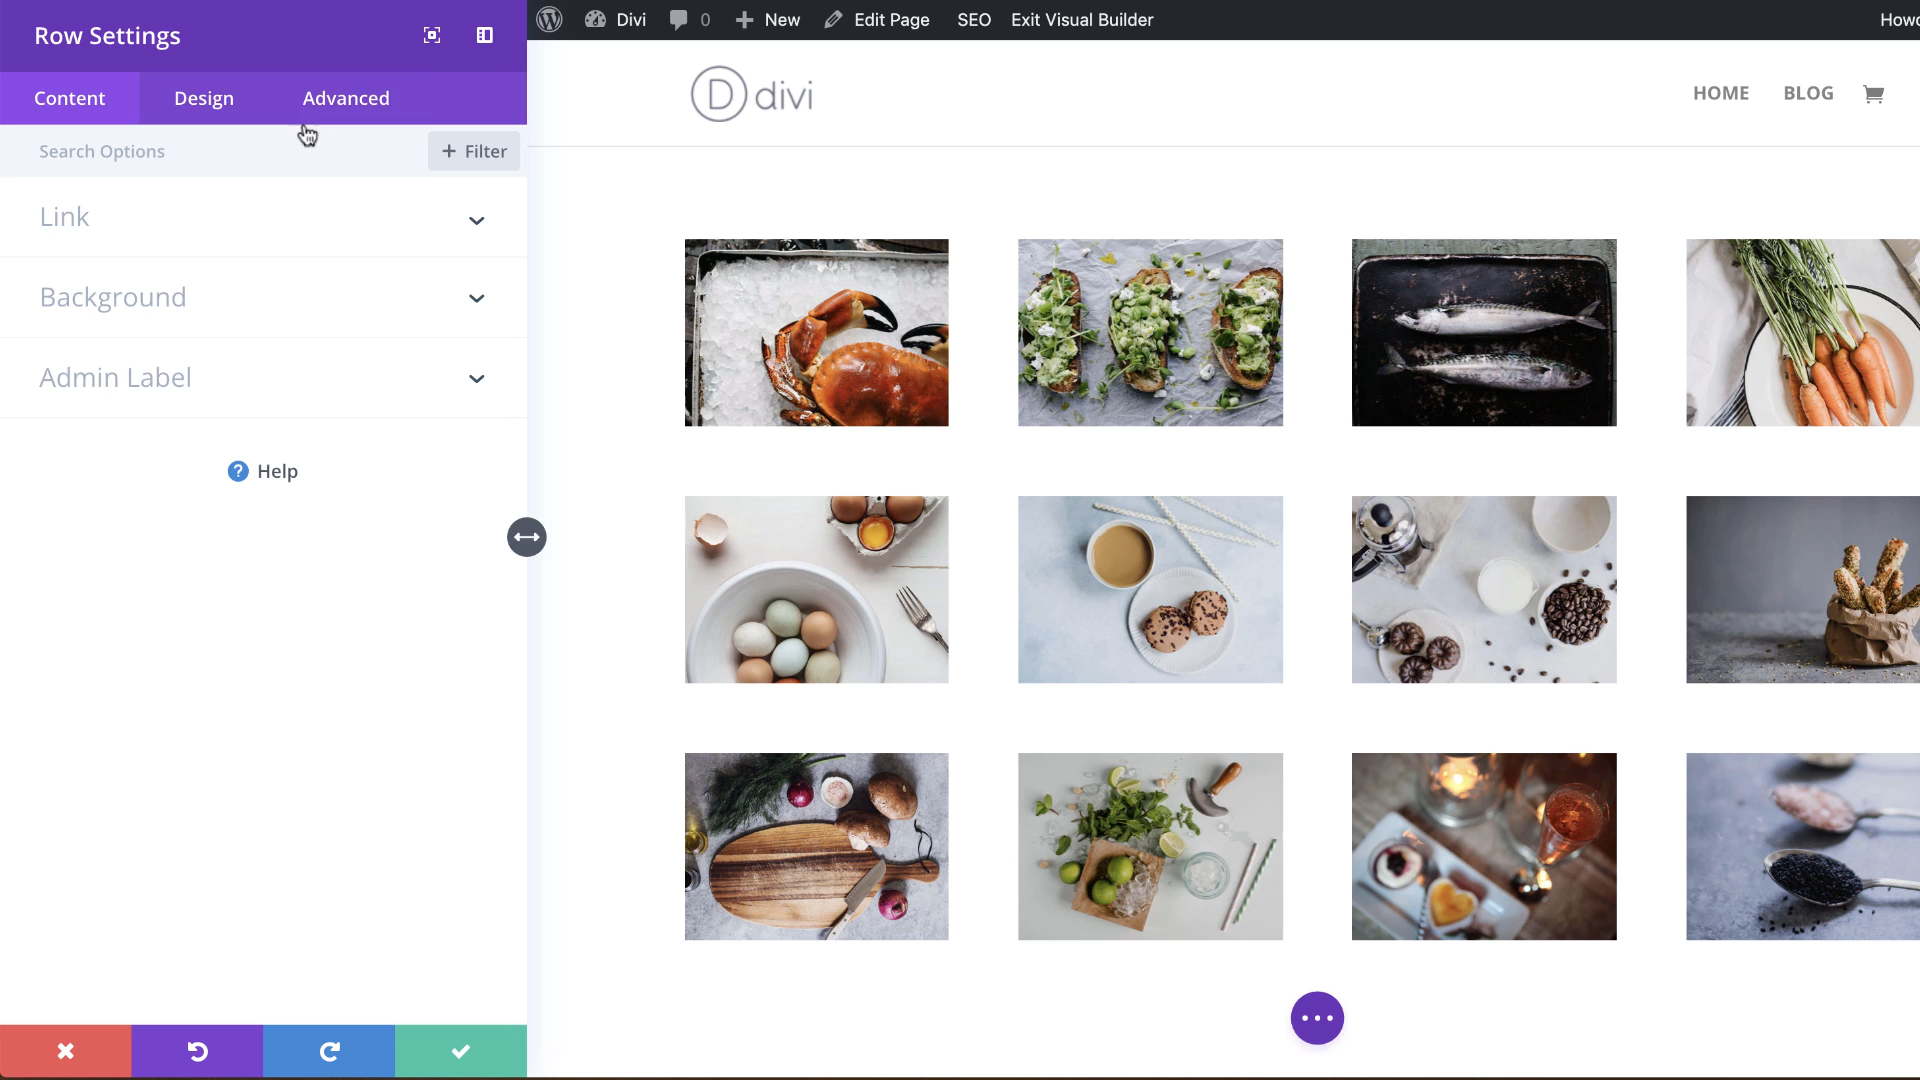 Row Settings
Content Design Advanced
Search Options + Filter
Link
Background
Admin Label
? Help
Divi 0 New Edit Page SEO Exit Visual Builder
D divi
HOME BLOG